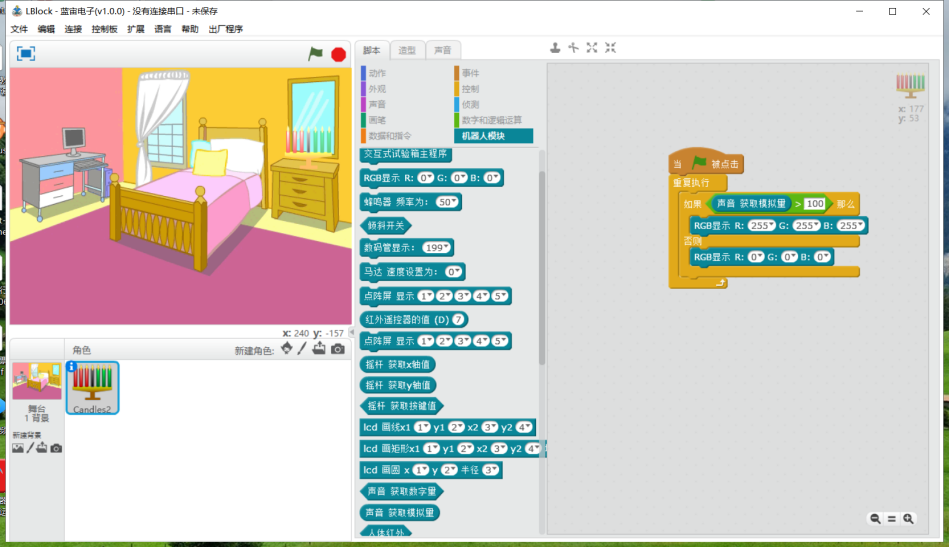 LBlock - 蓝宙电子(v1.0.0) - 没有连接串口 - 未保存
文件 编辑 连接 控制板 扩展 语言 帮助 出厂程序
脚本 造型 声音
动作 事件
外观 控制
声音 侦测
画笔 数字和逻辑运算
数据和指令 机器人模块
交互式试验箱主程序
RGB显示 R: 0 G: 0 B: 0
蜂鸣器 频率为: 50
倾斜开关
数码管显示: 199
马达 速度设置为: 0
点阵屏 显示 1 2 3 4 5
红外遥控器的值 (D) 7
点阵屏 显示 1 2 3 4 5
摇杆 获取x轴值
摇杆 获取y轴值
摇杆 获取按键值
lcd 画线x1 1 y1 2 x2 3 y2 4
lcd 画矩形x1 1 y1 2 x2 3 y2 4
lcd 画圆 x 1 y 2 半径 3
声音 获取数字量
声音 获取模拟量
人体红外
x: 177
y: 53
当 被点击
重复执行
如果 声音 获取模拟量 > 100 那么
RGB显示 R: 255 G: 255 B: 255
否则
RGB显示 R: 0 G: 0 B: 0
x: 240 y: -157
角色 新建角色:
舞台
1 背景
新建背景
Candles2